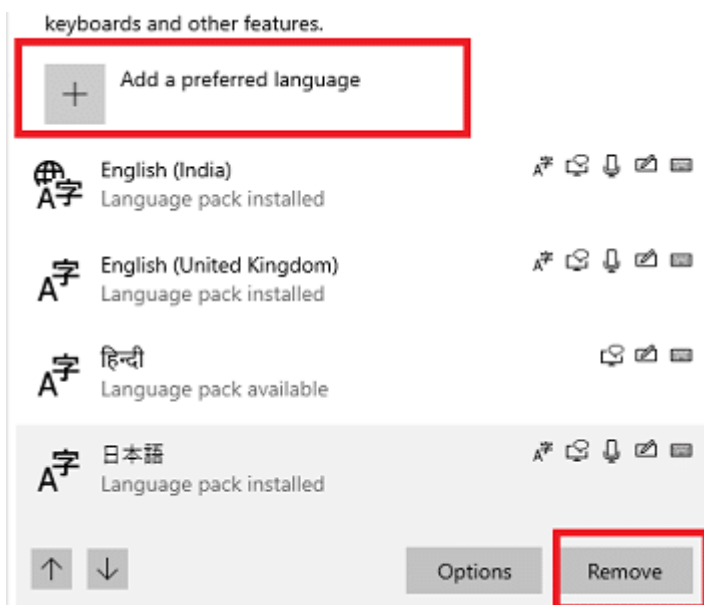 keyboards and other features.
Add a preferred language
English (India)
Language pack installed
English (United Kingdom)
Language pack installed
हिन्दी
Language pack available
日本語
Language pack installed
Options
Remove